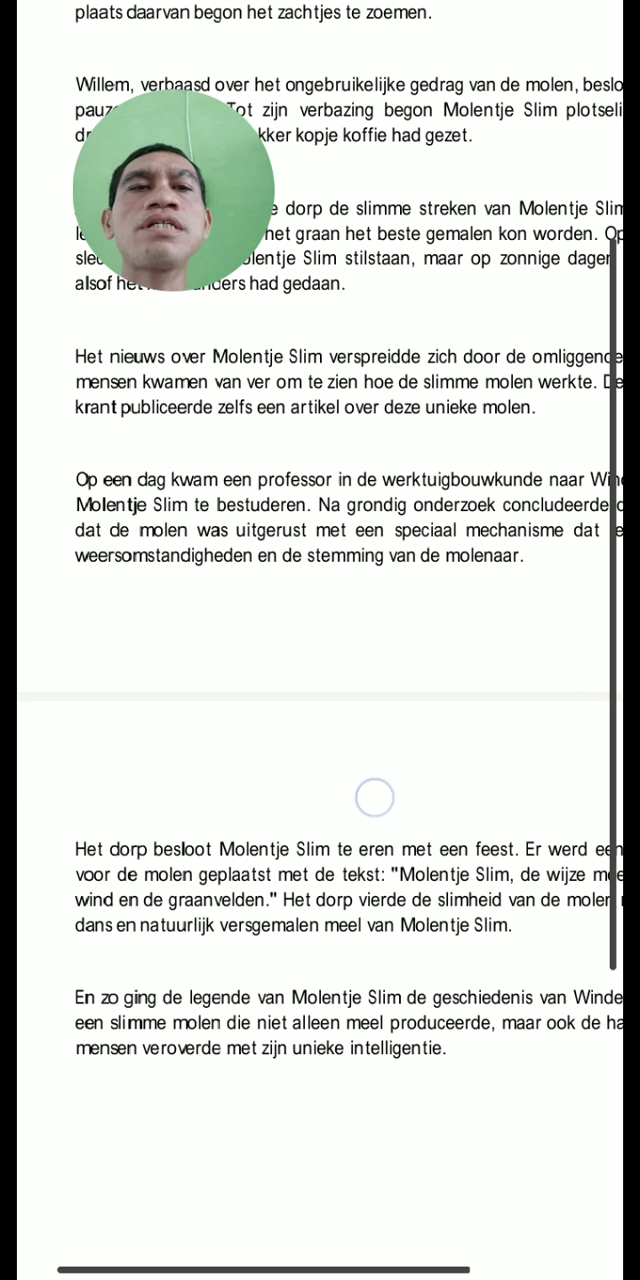 plaats daarvan begon het zachtjes te zoemen.
Willem, verbaasd over het ongebruikelijke gedrag van de molen, beslo
Tot zijn verbazing begon Molentje Slim plotseli
kopje koffie had gezet.
dorp de slimme streken van Molentje Slim
het graan het beste gemalen kon worden. Op
Molentje Slim stilstaan, maar op zonnige dagen
alsof had gedaan.
Het nieuws over Molentje Slim verspreidde zich door de omliggende
mensen kwamen van ver om te zien hoe de slimme molen werkte. De
krant publiceerde zelfs een artikel over deze unieke molen.
Op een dag kwam een professor in de werktuigbouwkunde naar Win
Molentje Slim te bestuderen. Na grondig onderzoek concludeerde
dat de molen was uitgerust met een speciaal mechanisme dat
weersomstandigheden en de stemming van de molenaar.
Het dorp besloot Molentje Slim te eren met een feest. Er werd een
voor de molen geplaatst met de tekst: "Molentje Slim, de wijze
wind en de graanvelden." Het dorp vierde de slimheid van de molen
dans en natuurlijk versgemalen meel van Molentje Slim.
En zo ging de legende van Molentje Slim de geschiedenis van Winde
een slimme molen die niet alleen meel produceerde, maar ook de ha
mensen veroverde met zijn unieke intelligentie.